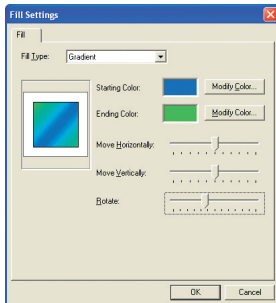 Fill Settings
Fill
Fill Type: Gradient
Starting Color: Modify Color...
Ending Color: Modify Color...
Move Horizontally:
Move Vertically:
Rotate:
OK Cancel